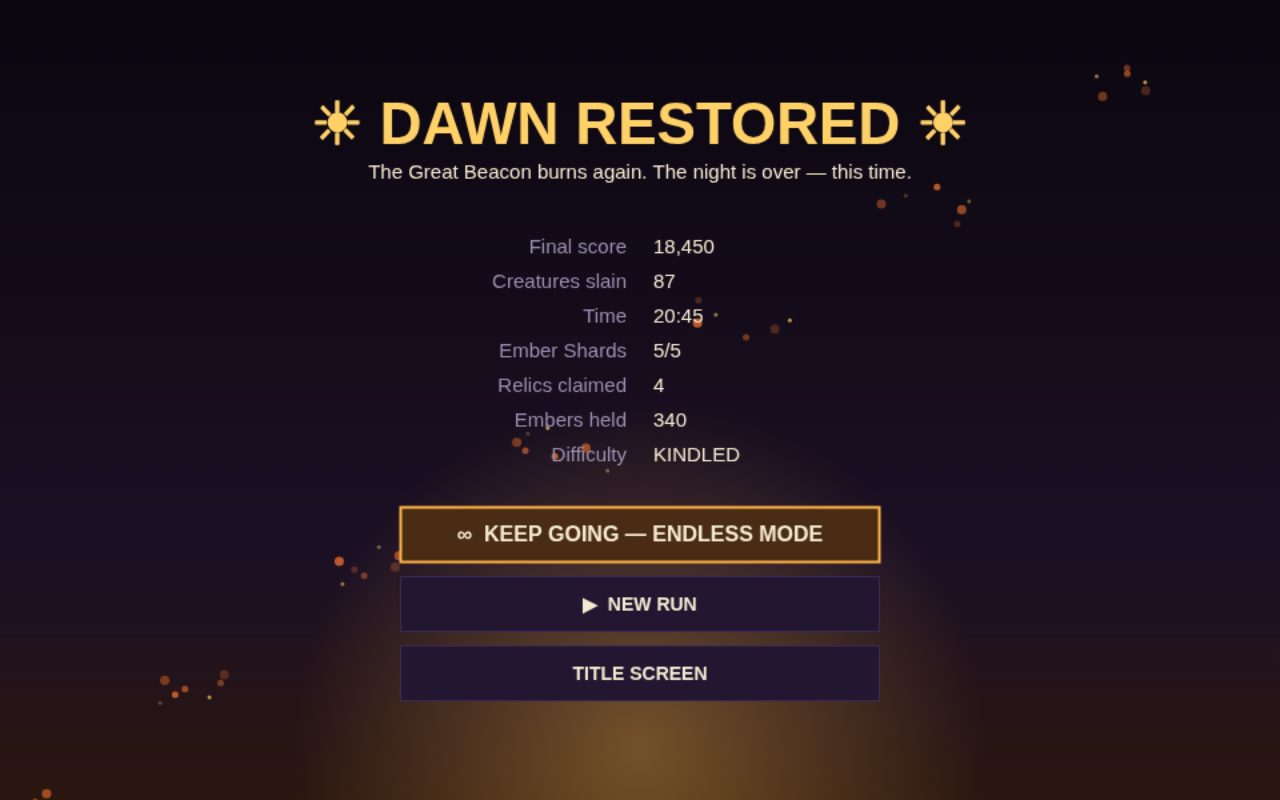 ☀ DAWN RESTORED ☀
The Great Beacon burns again. The night is over — this time.
Final score 18,450
Creatures slain 87
Time 20:45
Ember Shards 5/5
Relics claimed 4
Embers held 340
Difficulty KINDLED
∞ KEEP GOING — ENDLESS MODE
▶ NEW RUN
TITLE SCREEN